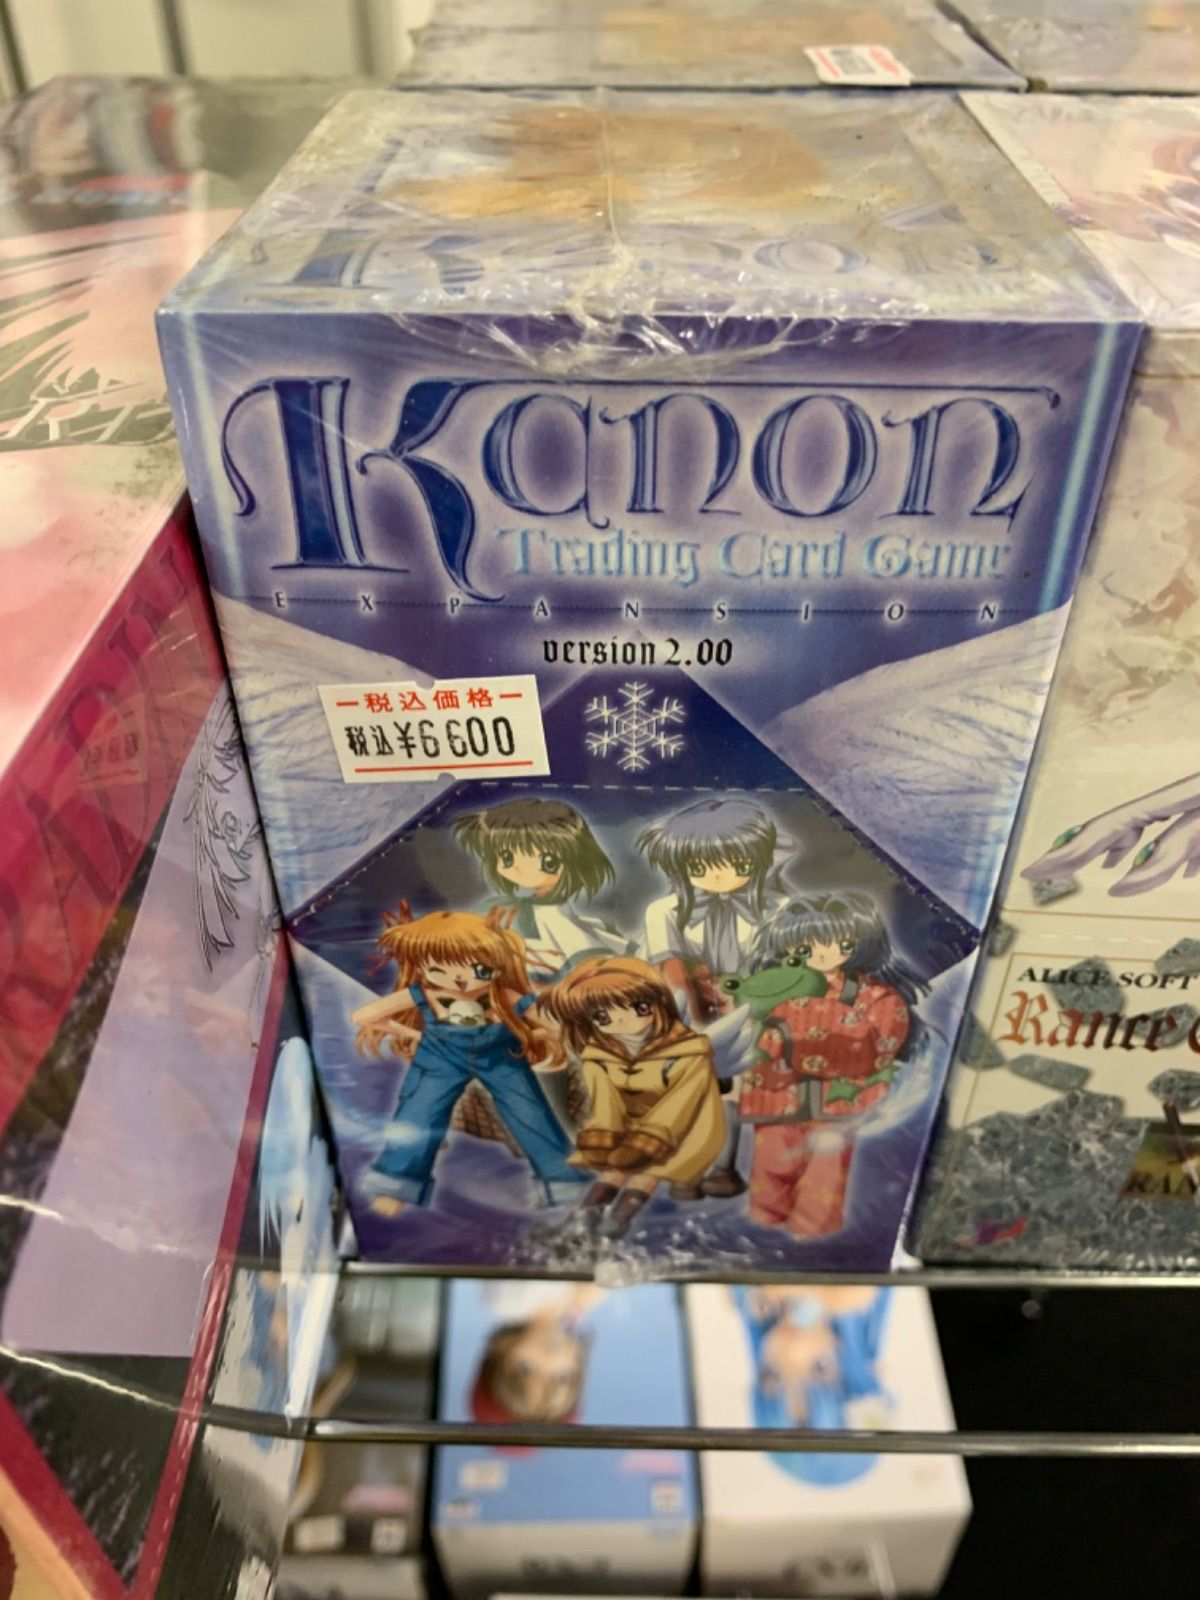 Kanon
Trading Card Game
EXPANSION
version 2.00
ー税込価格ー
税込¥6600
ALICE SOFT
Rance
RAN